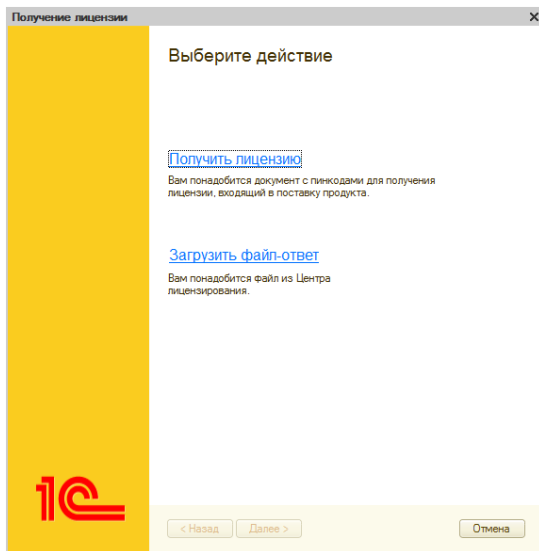 Получение лицензии
Выберите действие
Получить лицензию
Вам понадобится документ с пинкодами для получения
лицензии, входящий в поставку продукта.
Загрузить файл-ответ
Вам понадобится файл из Центра
лицензирования.
1С
< Назад Далее > Отмена